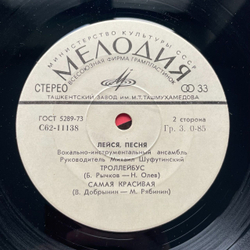 МИНИСТЕРСТВО КУЛЬТУРЫ СССР
МЕЛОДИЯ
ВСЕСОЮЗНАЯ ФИРМА ГРАМПЛАСТИНОК
СТЕРЕО
33
ТАШКЕНТСКИЙ ЗАВОД ИМ. М.Т.ТАШМУХАМЕДОВА
ГОСТ 5289-73
С62-11138
2 сторона
Гр. 3. 0-85
ЛЕЙСЯ, ПЕСНЯ
Вокально-инструментальный ансамбль
Руководитель Михаил Шуфутинский
ТРОЛЛЕЙБУС
(Б. Рычков — Н. Олев)
САМАЯ КРАСИВАЯ
(В. Добрынин — М. Рябинин)